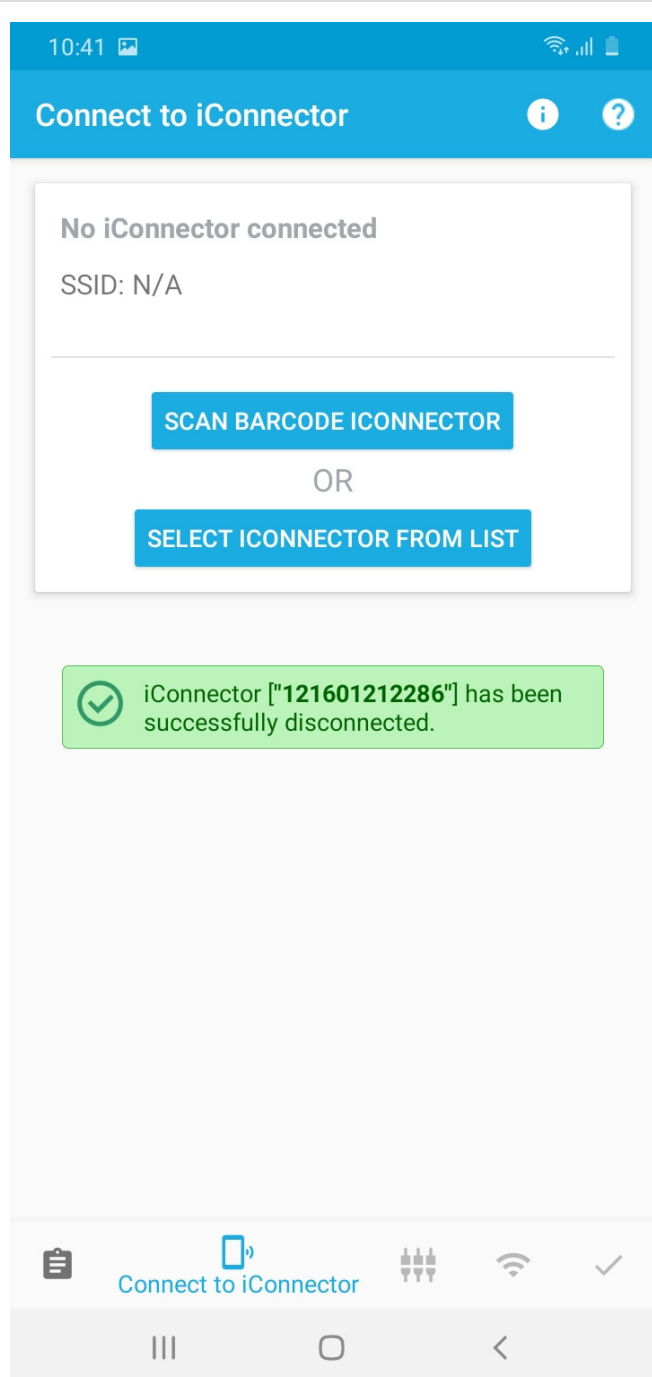 10:41
Connect to iConnector
No iConnector connected
SSID: N/A
SCAN BARCODE ICONNECTOR
OR
SELECT ICONNECTOR FROM LIST
iConnector ["121601212286"] has been
successfully disconnected.
Connect to iConnector